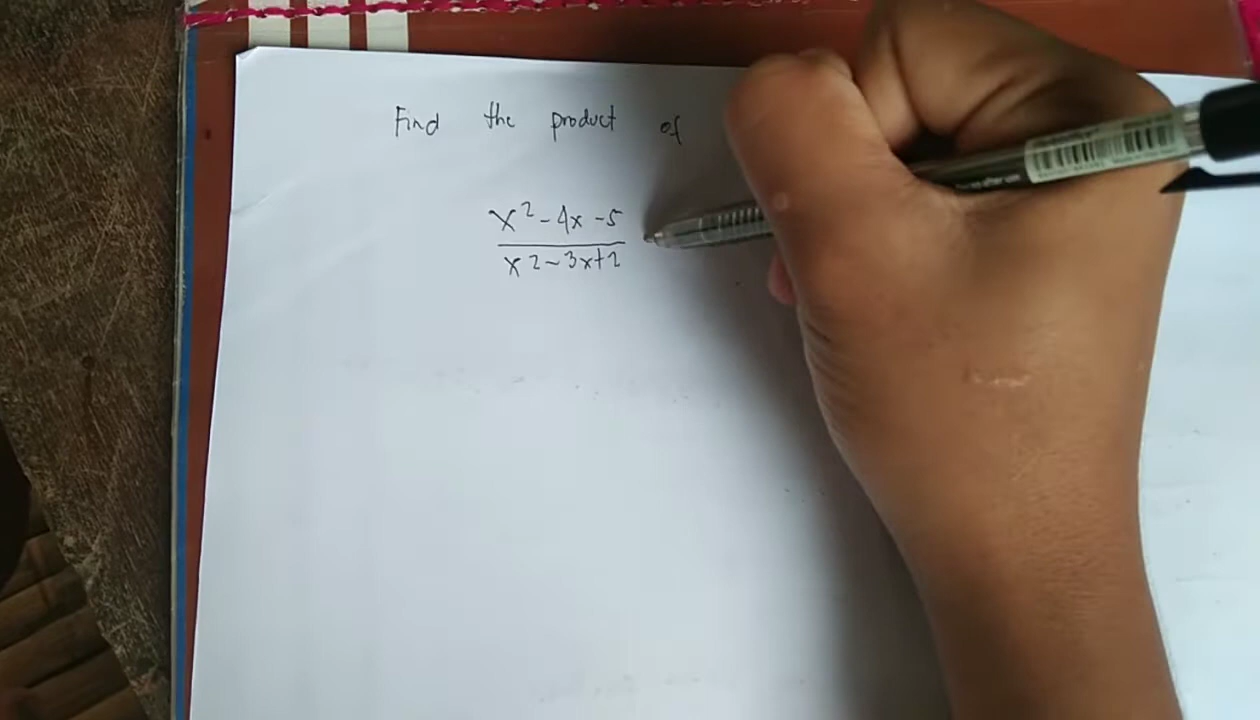 Find the product of
x² - 4x - 5
x² - 3x + 2